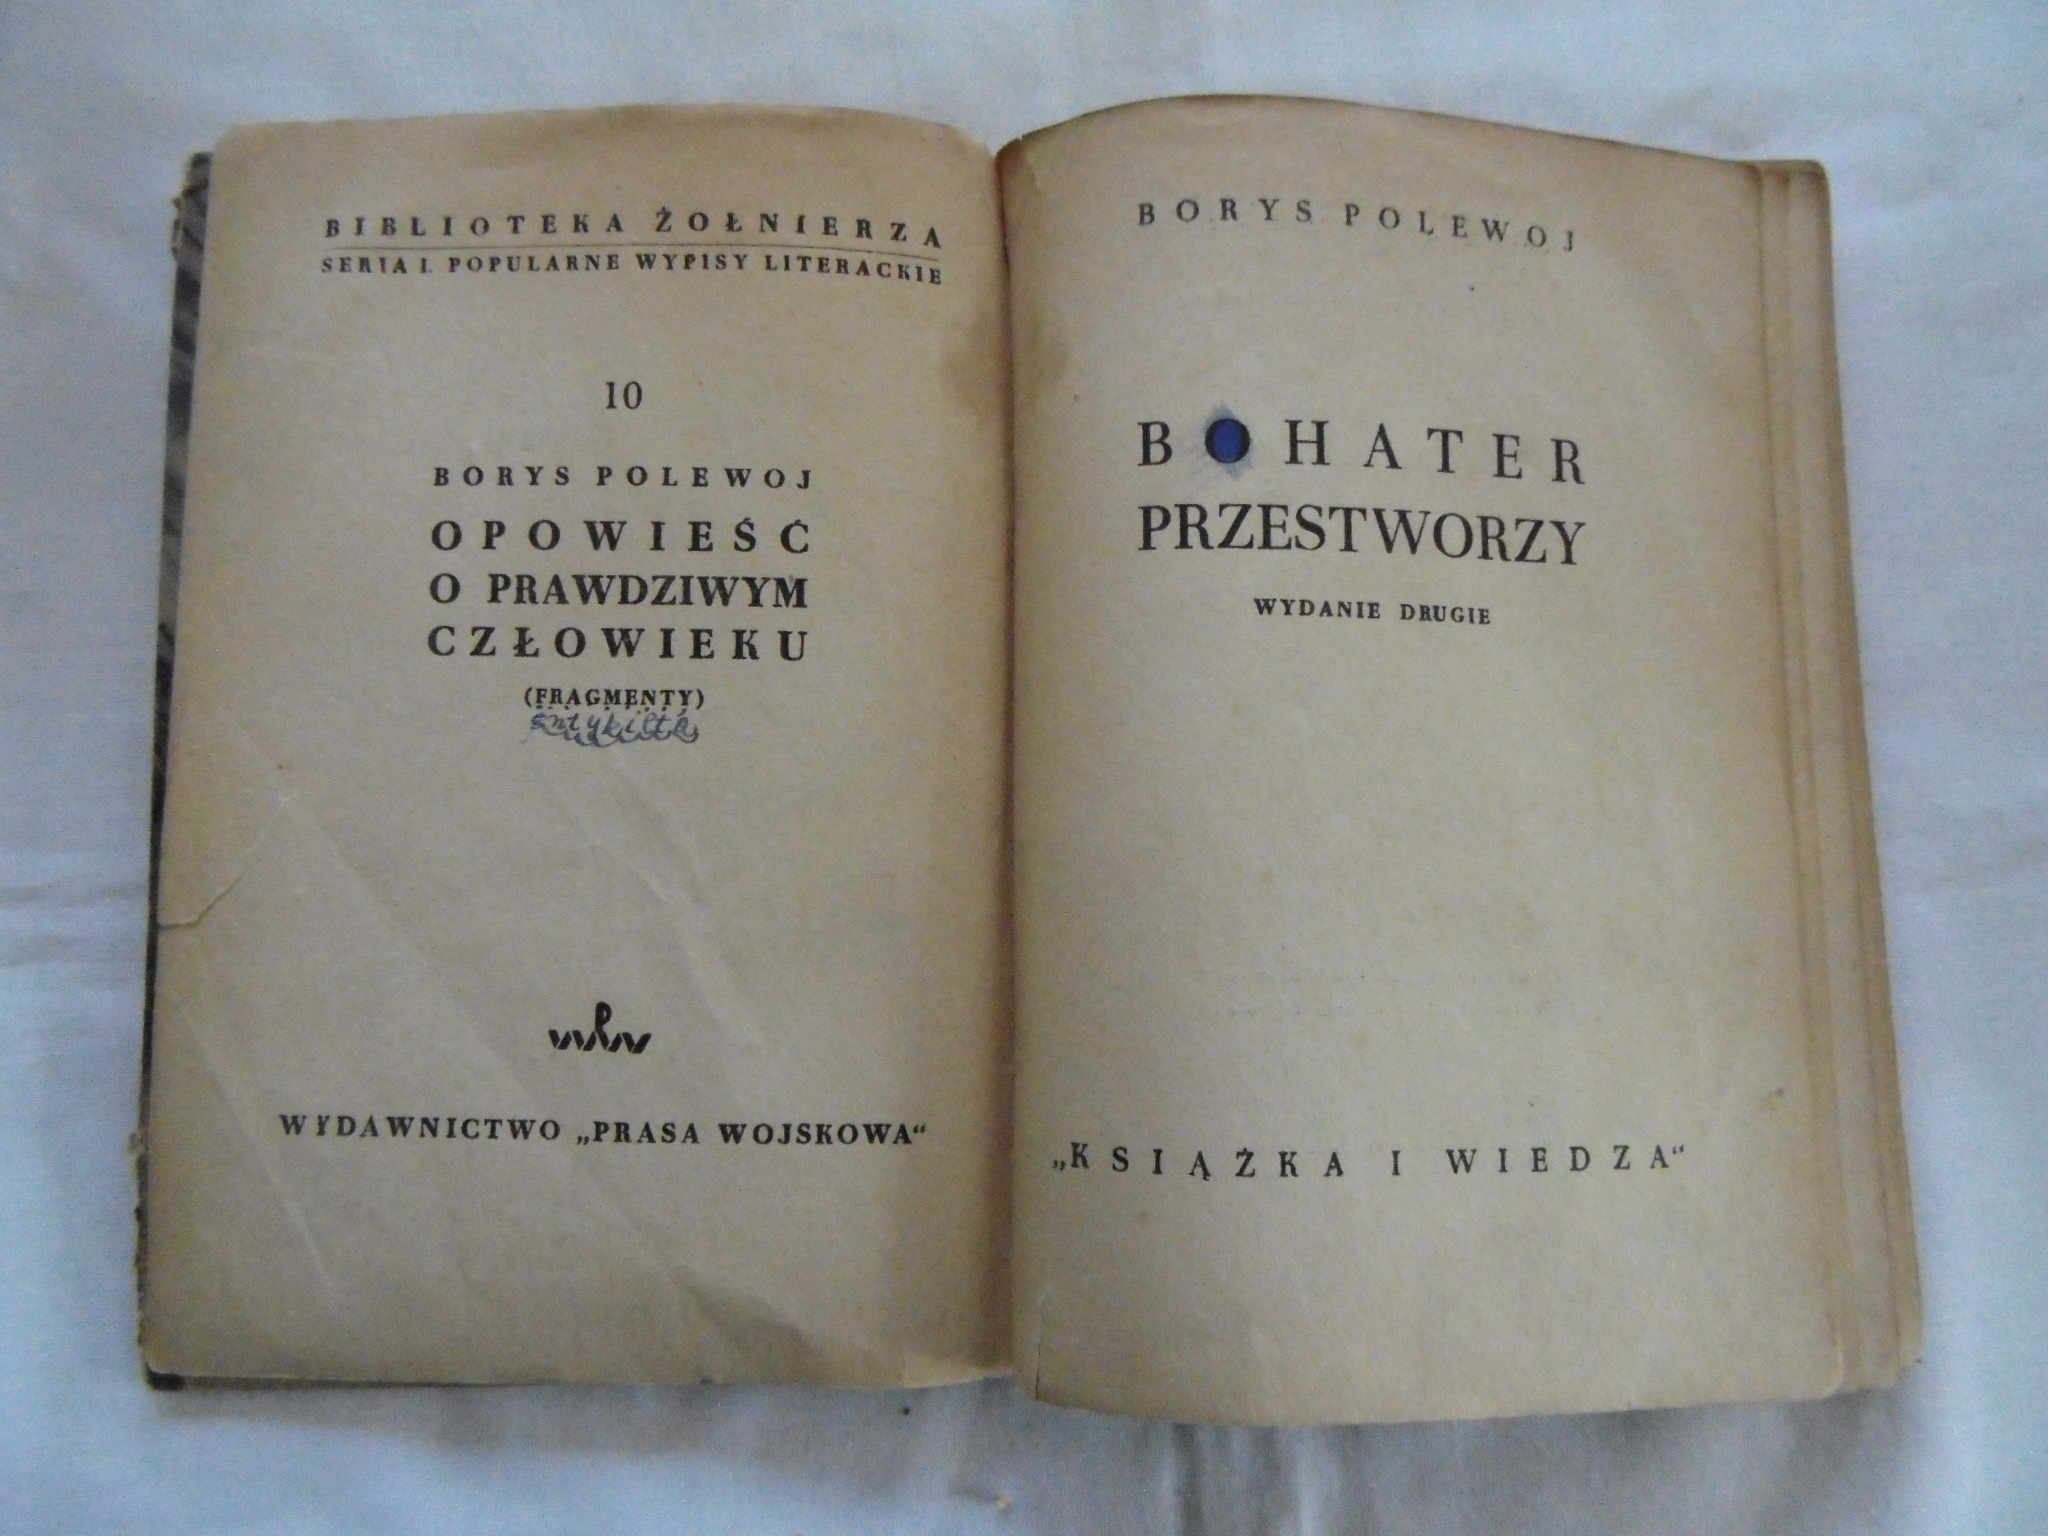 BIBLIOTEKA ŻOŁNIERZA
SERIA I. POPULARNE WYPISY LITERACKIE
10
BORYS POLEWOJ
OPOWIEŚĆ
O PRAWDZIWYM
CZŁOWIEKU
(FRAGMENTY)
WYDAWNICTWO „PRASA WOJSKOWA“
BORYS POLEWOJ
BOHATER
PRZESTWORZY
WYDANIE DRUGIE
„KSIĄŻKA I WIEDZA“